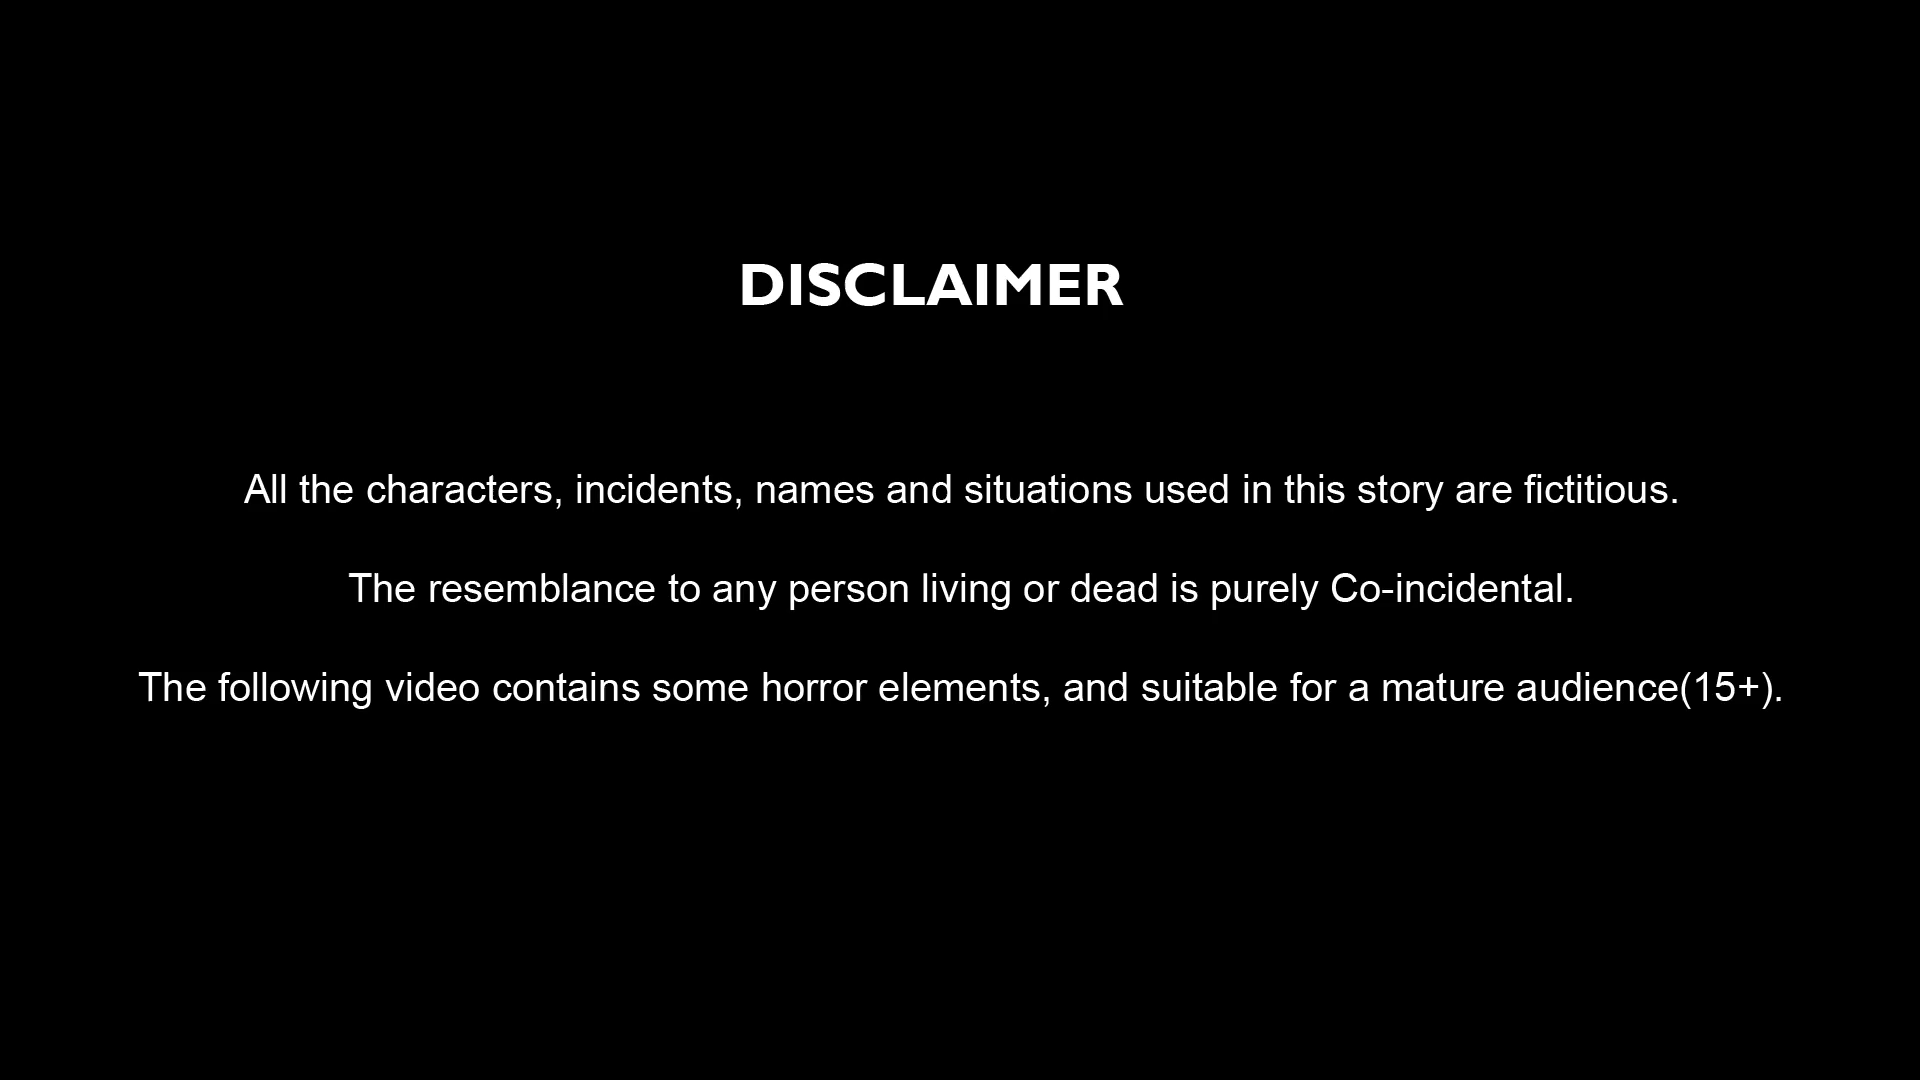 DISCLAIMER
All the characters, incidents, names and situations used in this story are fictitious.
The resemblance to any person living or dead is purely Co-incidental.
The following video contains some horror elements, and suitable for a mature audience(15+).